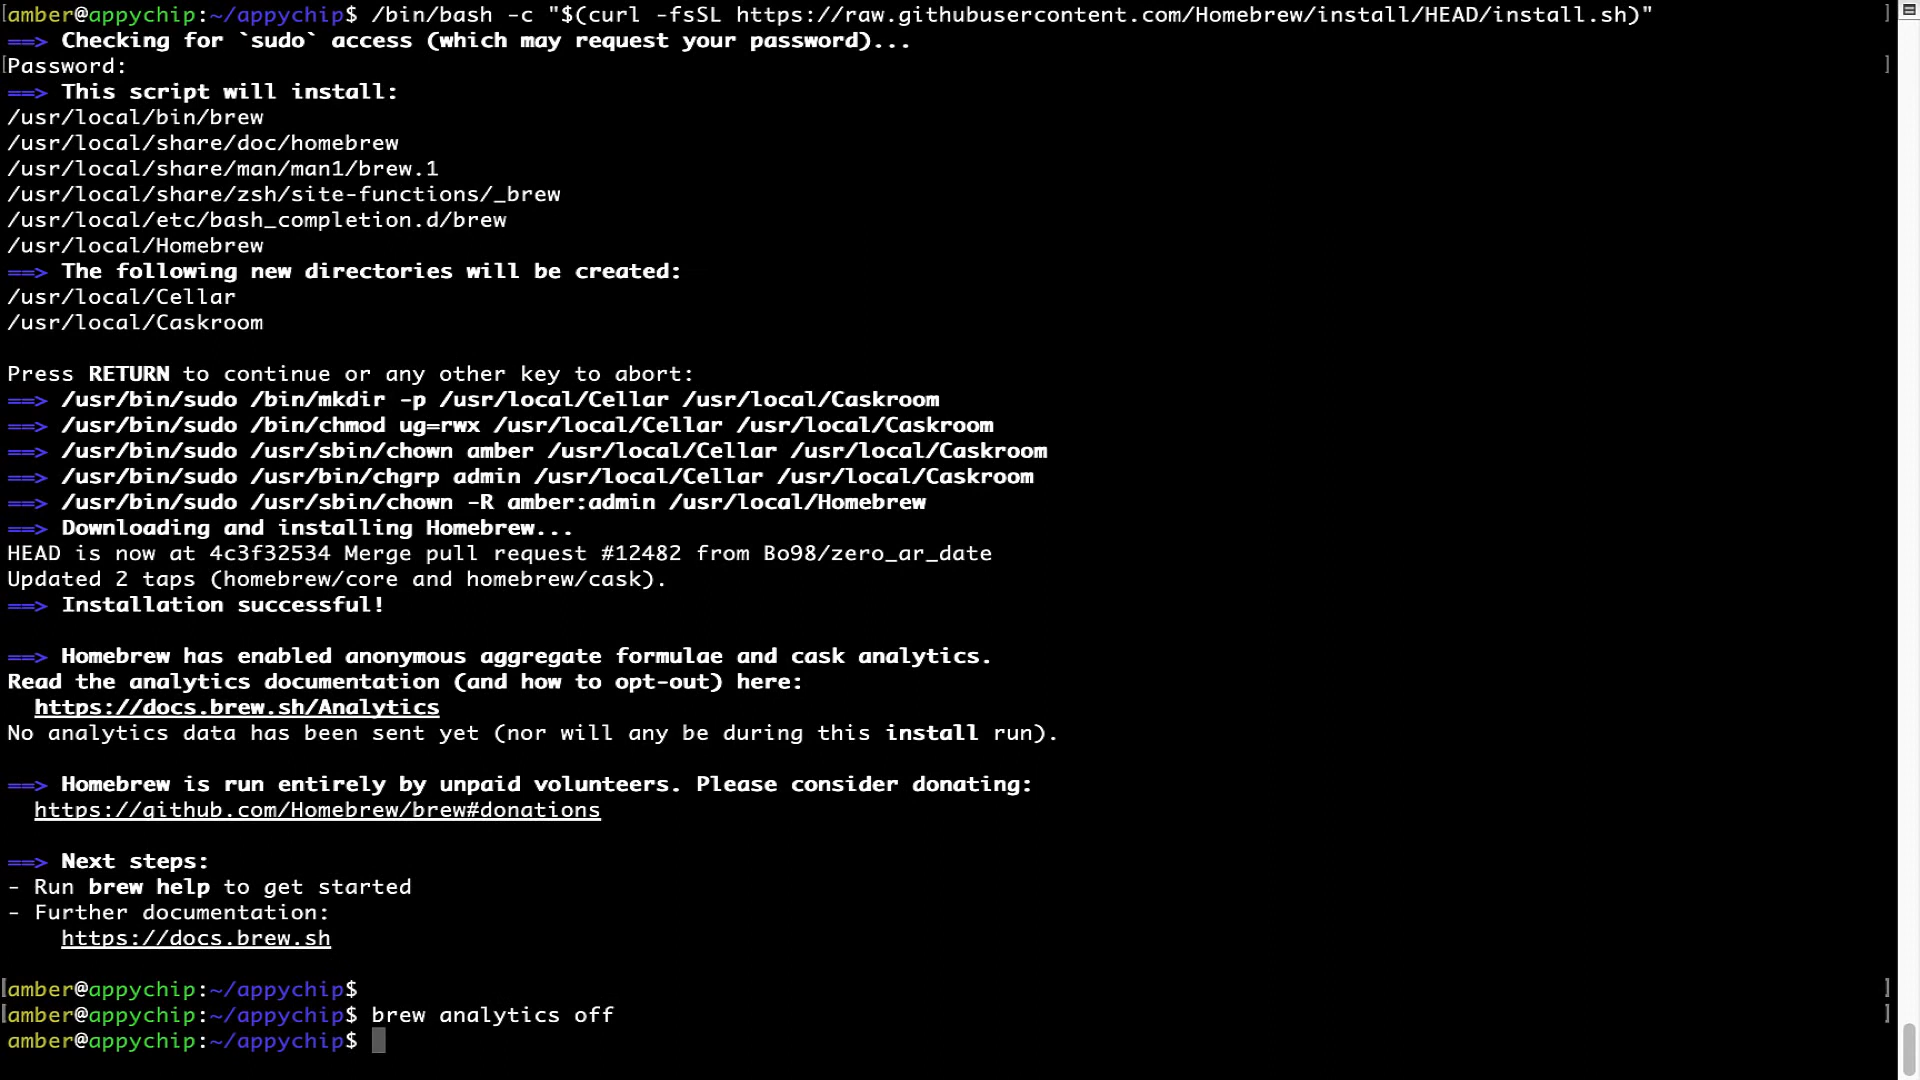 amber@appychip:~/appychip$ /bin/bash -c "$(curl -fsSL https://raw.githubusercontent.com/Homebrew/install/HEAD/install.sh)"
==> Checking for `sudo` access (which may request your password)...
Password:
==> This script will install:
/usr/local/bin/brew
/usr/local/share/doc/homebrew
/usr/local/share/man/man1/brew.1
/usr/local/share/zsh/site-functions/_brew
/usr/local/etc/bash_completion.d/brew
/usr/local/Homebrew
==> The following new directories will be created:
/usr/local/Cellar
/usr/local/Caskroom
Press RETURN to continue or any other key to abort:
==> /usr/bin/sudo /bin/mkdir -p /usr/local/Cellar /usr/local/Caskroom
==> /usr/bin/sudo /bin/chmod ug=rwx /usr/local/Cellar /usr/local/Caskroom
==> /usr/bin/sudo /usr/sbin/chown amber /usr/local/Cellar /usr/local/Caskroom
==> /usr/bin/sudo /usr/bin/chgrp admin /usr/local/Cellar /usr/local/Caskroom
==> /usr/bin/sudo /usr/sbin/chown -R amber:admin /usr/local/Homebrew
==> Downloading and installing Homebrew...
HEAD is now at 4c3f32534 Merge pull request #12482 from Bo98/zero_ar_date
Updated 2 taps (homebrew/core and homebrew/cask).
==> Installation successful!
==> Homebrew has enabled anonymous aggregate formulae and cask analytics.
Read the analytics documentation (and how to opt-out) here:
https://docs.brew.sh/Analytics
No analytics data has been sent yet (nor will any be during this install run).
==> Homebrew is run entirely by unpaid volunteers. Please consider donating:
https://github.com/Homebrew/brew#donations
==> Next steps:
- Run brew help to get started
- Further documentation:
https://docs.brew.sh
amber@appychip:~/appychip$
amber@appychip:~/appychip$ brew analytics off
amber@appychip:~/appychip$